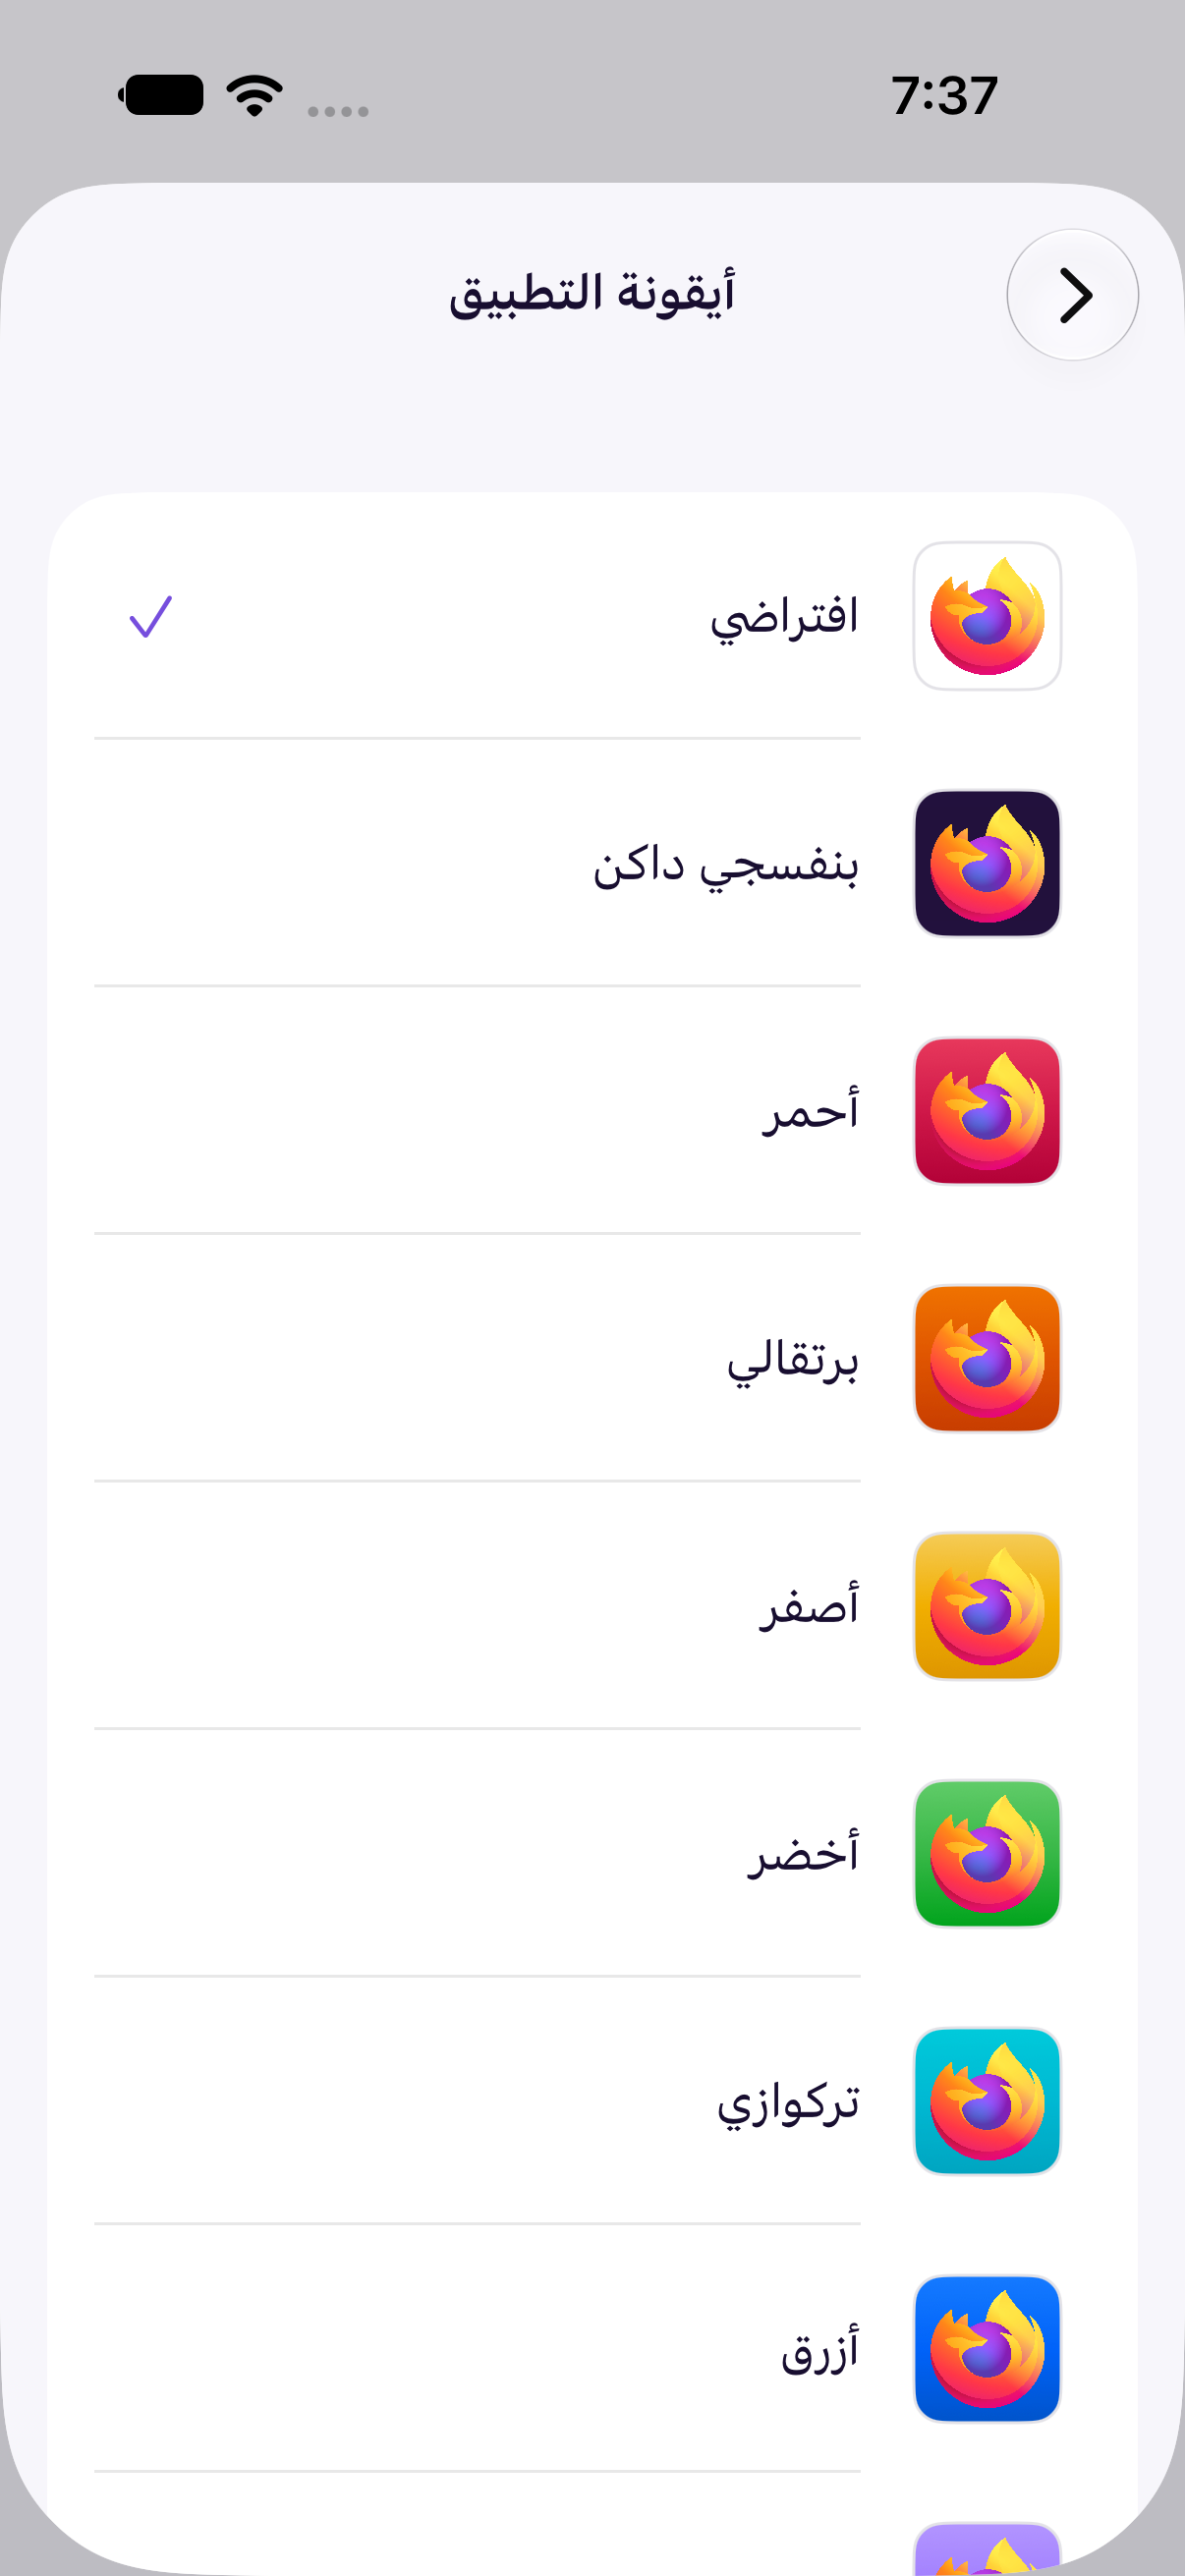 7:37
أيقونة التطبيق
افتراضي
بنفسجي داكن
أحمر
برتقالي
أصفر
أخضر
تركوازي
أزرق